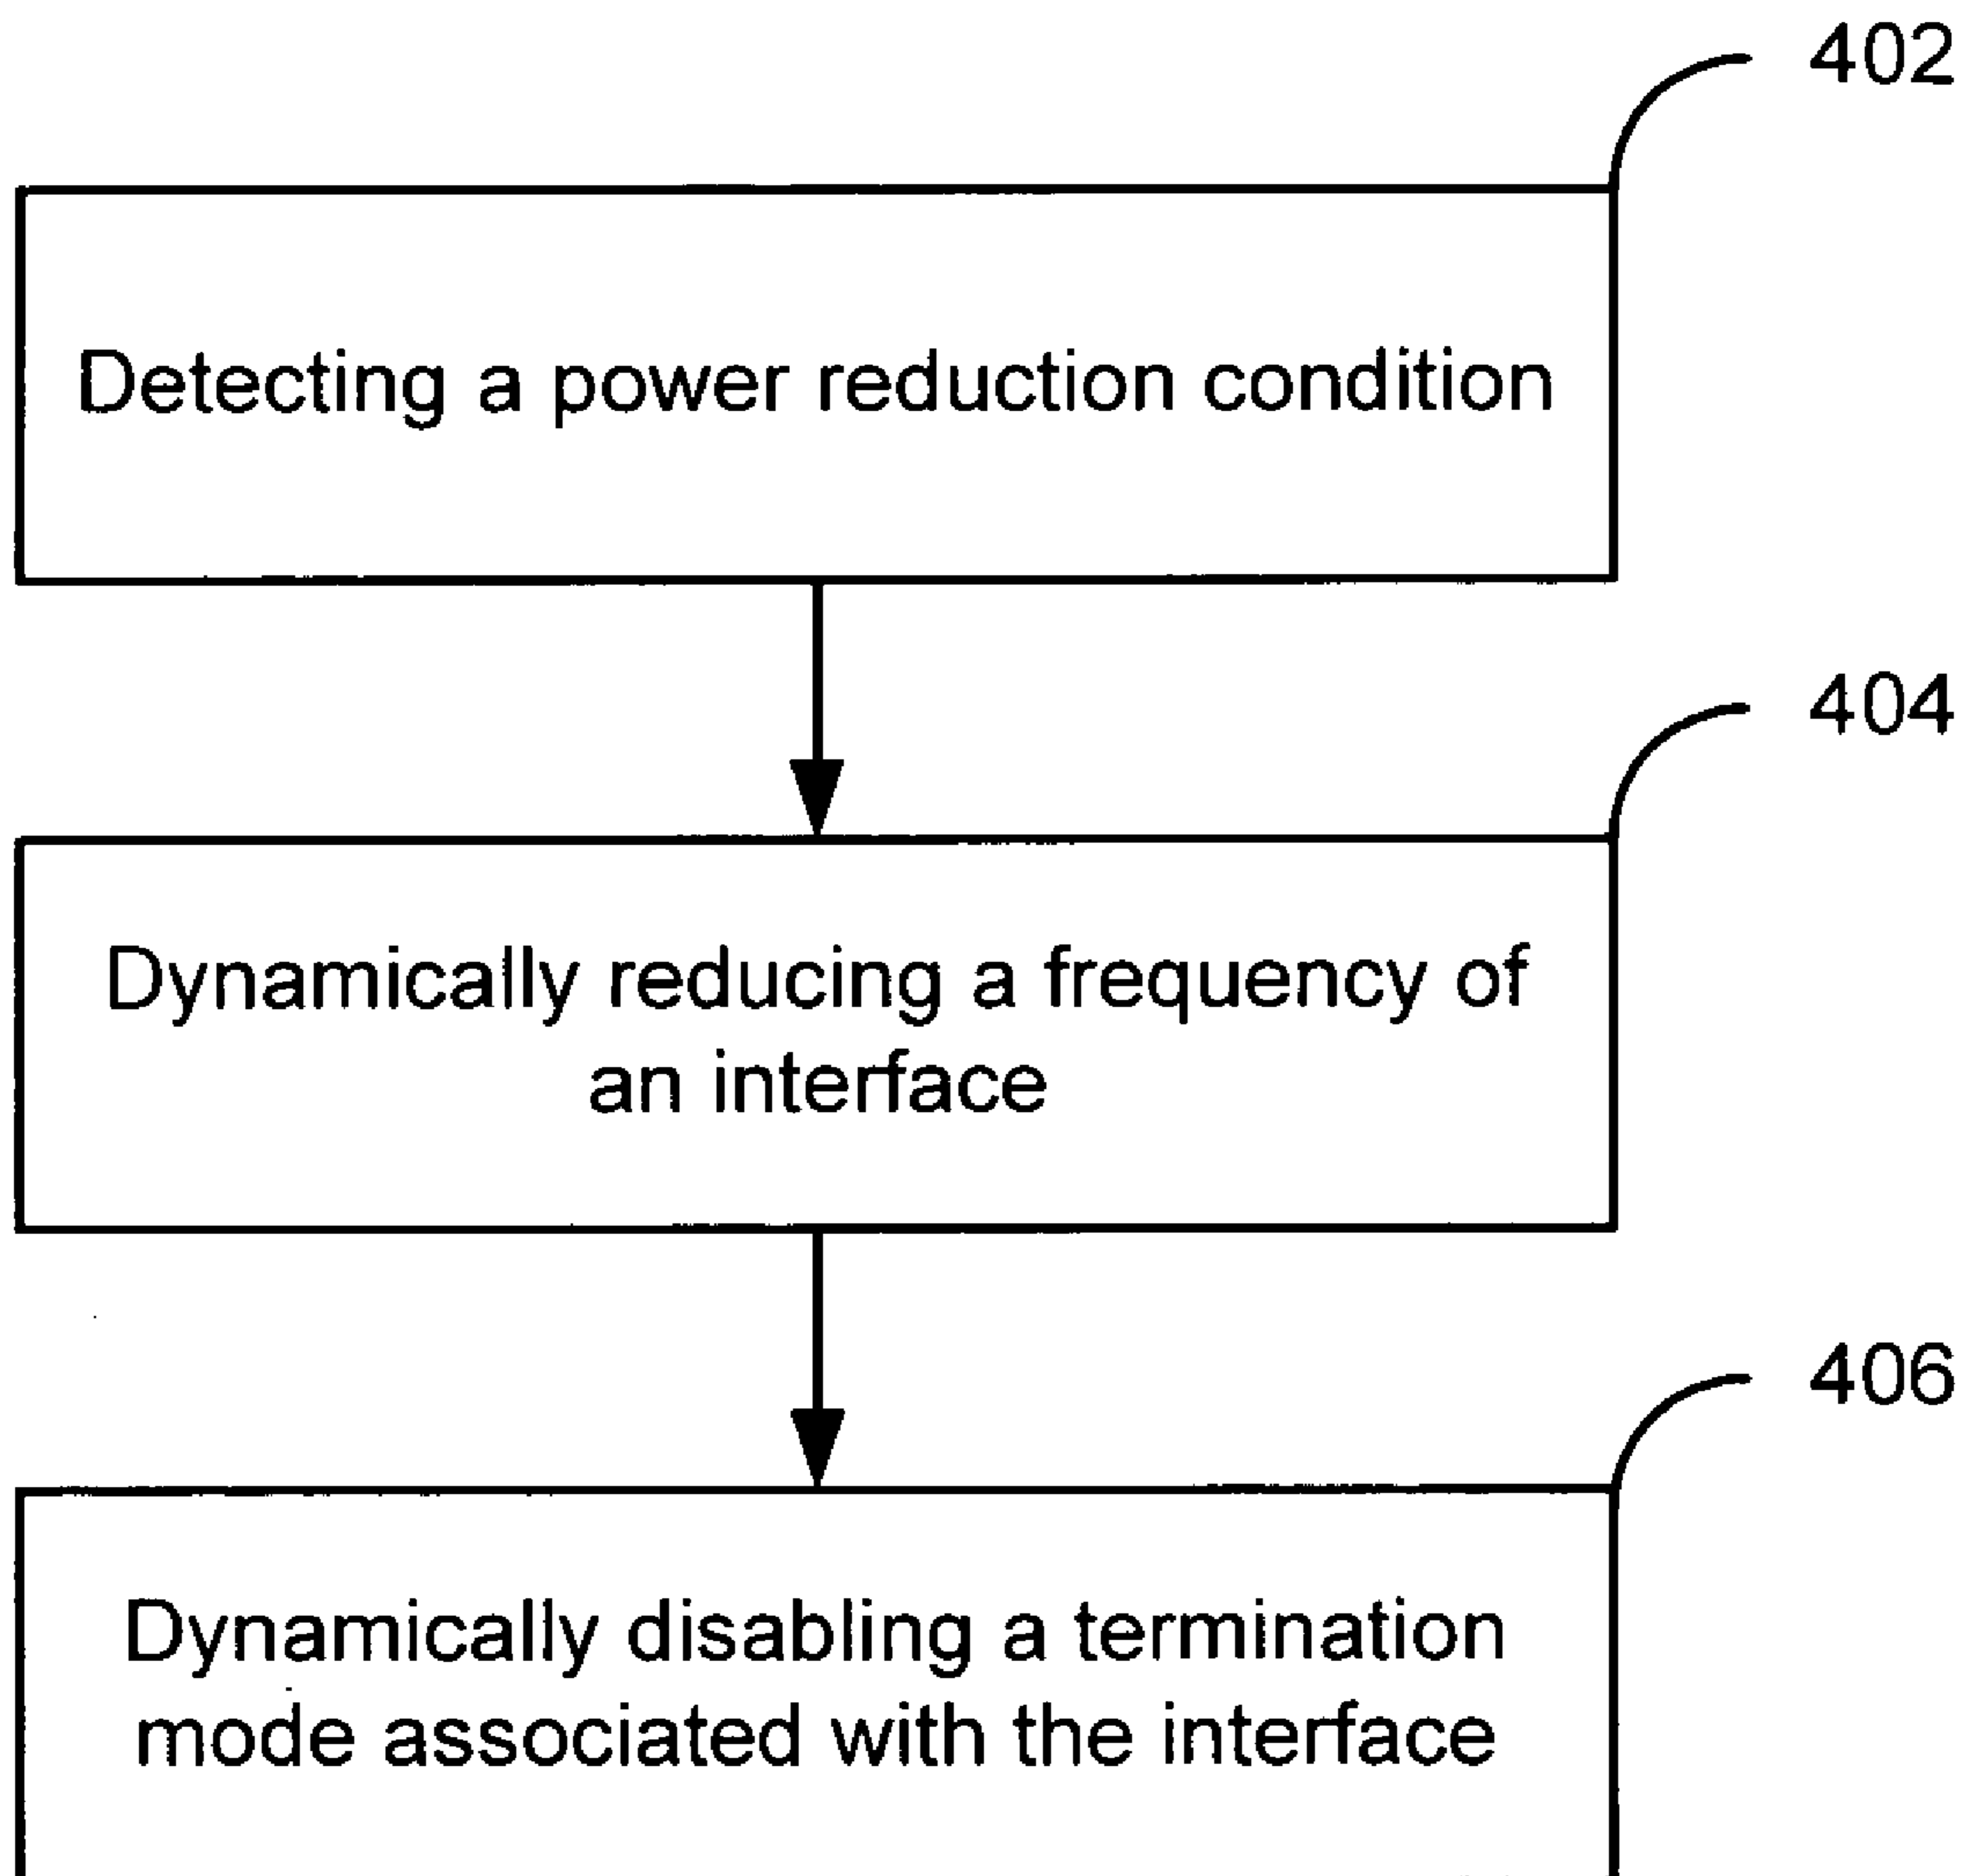 402
Detecting a power reduction condition
404
Dynamically reducing a frequency of
an interface
406
Dynamically disabling a termination
mode associated with the interface